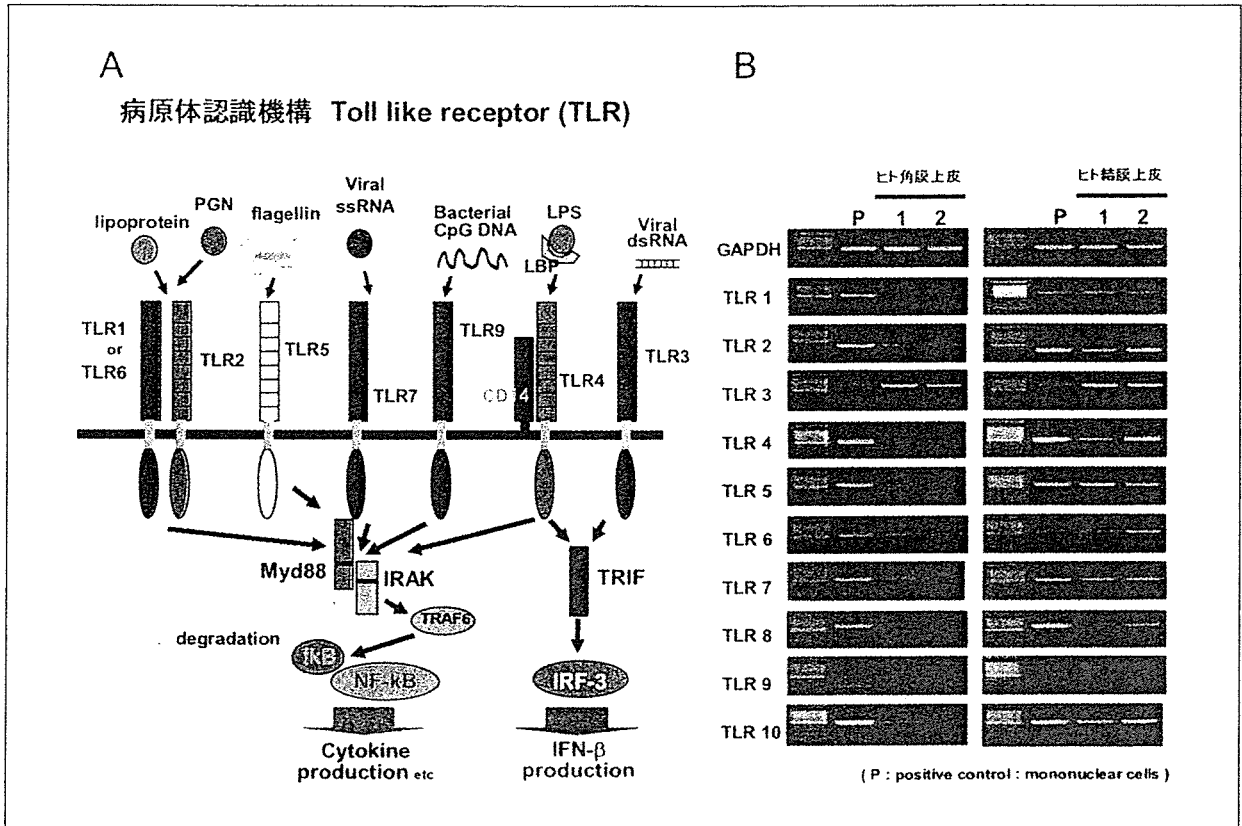 A
病原体認識機構 Toll like receptor (TLR)
lipoprotein
PGN
flagellin
Viral
ssRNA
Bacterial
CpG DNA
LPS
LBP
Viral
dsRNA
TLR1
or
TLR6
TLR2
TLR5
TLR7
TLR9
CD14
TLR4
TLR3
Myd88
IRAK
TRIF
TRAF6
degradation
IKB
NF-kB
IRF-3
Cytokine
production etc
IFN-β
production
B
ヒト角膜上皮
P 1 2
ヒト結膜上皮
P 1 2
GAPDH
TLR 1
TLR 2
TLR 3
TLR 4
TLR 5
TLR 6
TLR 7
TLR 8
TLR 9
TLR 10
( P : positive control : mononuclear cells )